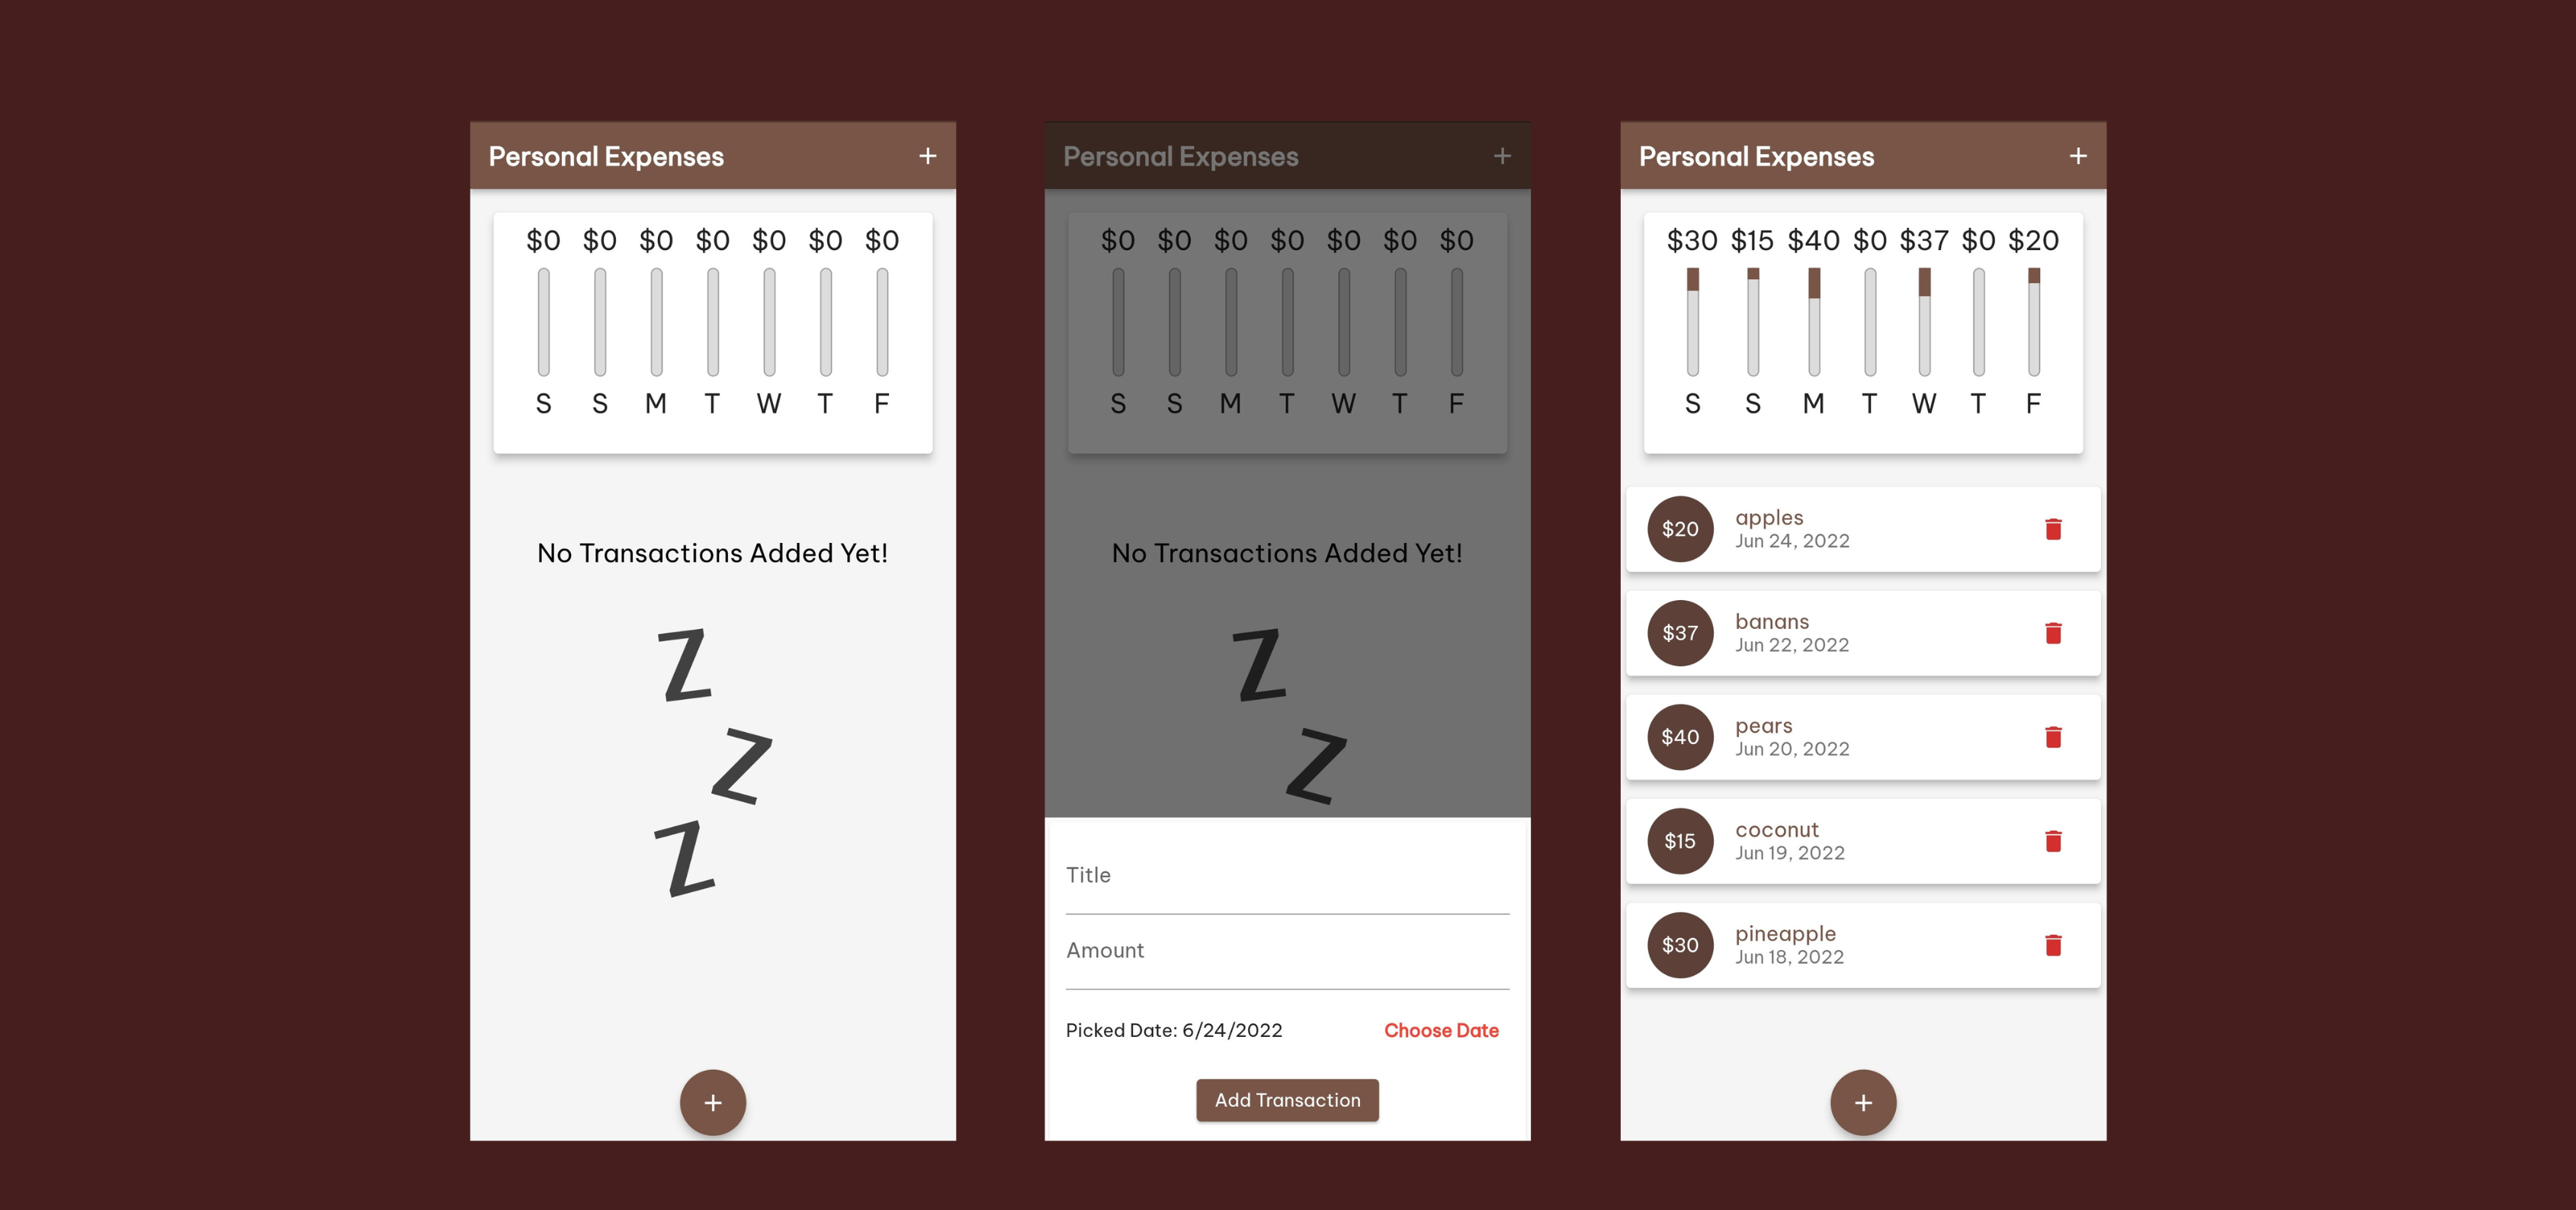 Personal Expenses +
$0 $0 $0 $0 $0 $0 $0
S S M T W T F
No Transactions Added Yet!
Z
Z
Z
+
Personal Expenses +
$0 $0 $0 $0 $0 $0 $0
S S M T W T F
No Transactions Added Yet!
Z
Z
Title
Amount
Picked Date: 6/24/2022 Choose Date
Add Transaction
Personal Expenses +
$30 $15 $40 $0 $37 $0 $20
S S M T W T F
$20 apples
Jun 24, 2022
$37 banans
Jun 22, 2022
$40 pears
Jun 20, 2022
$15 coconut
Jun 19, 2022
$30 pineapple
Jun 18, 2022
+